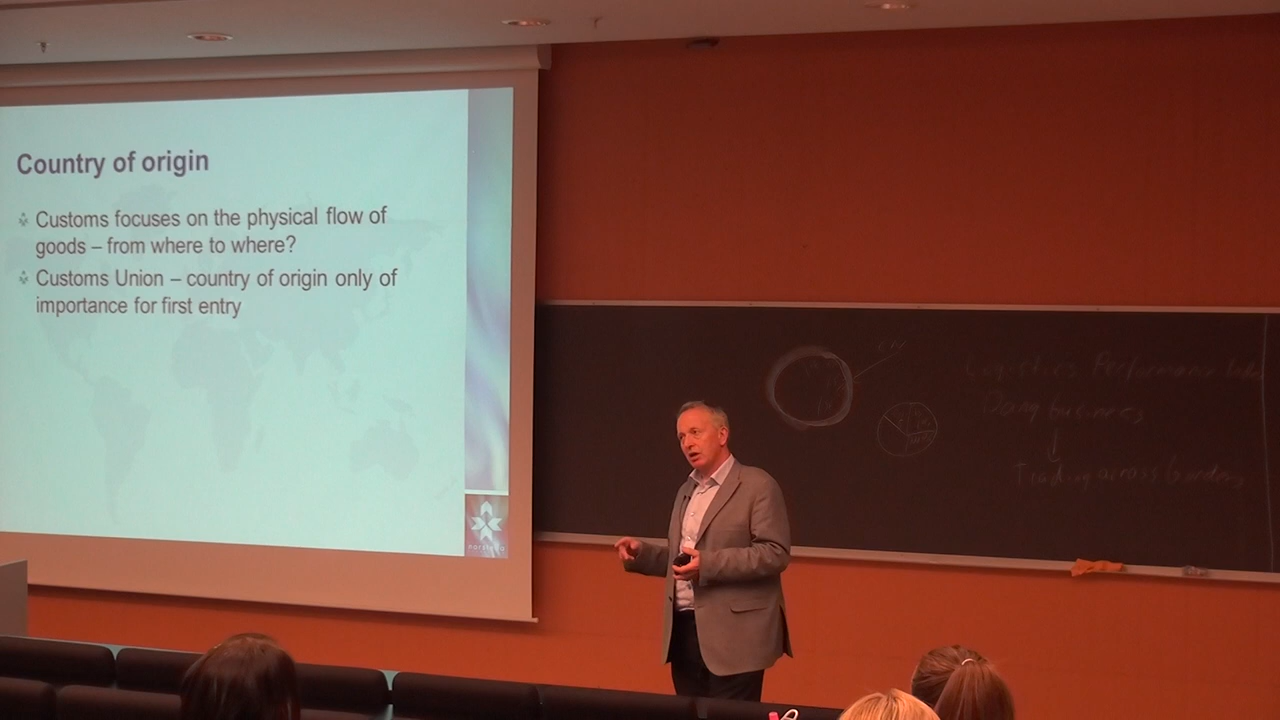 Country of origin
Customs focuses on the physical flow of
goods – from where to where?
Customs Union – country of origin only of
importance for first entry
Logistics Performance
Doing business
Trading across borders